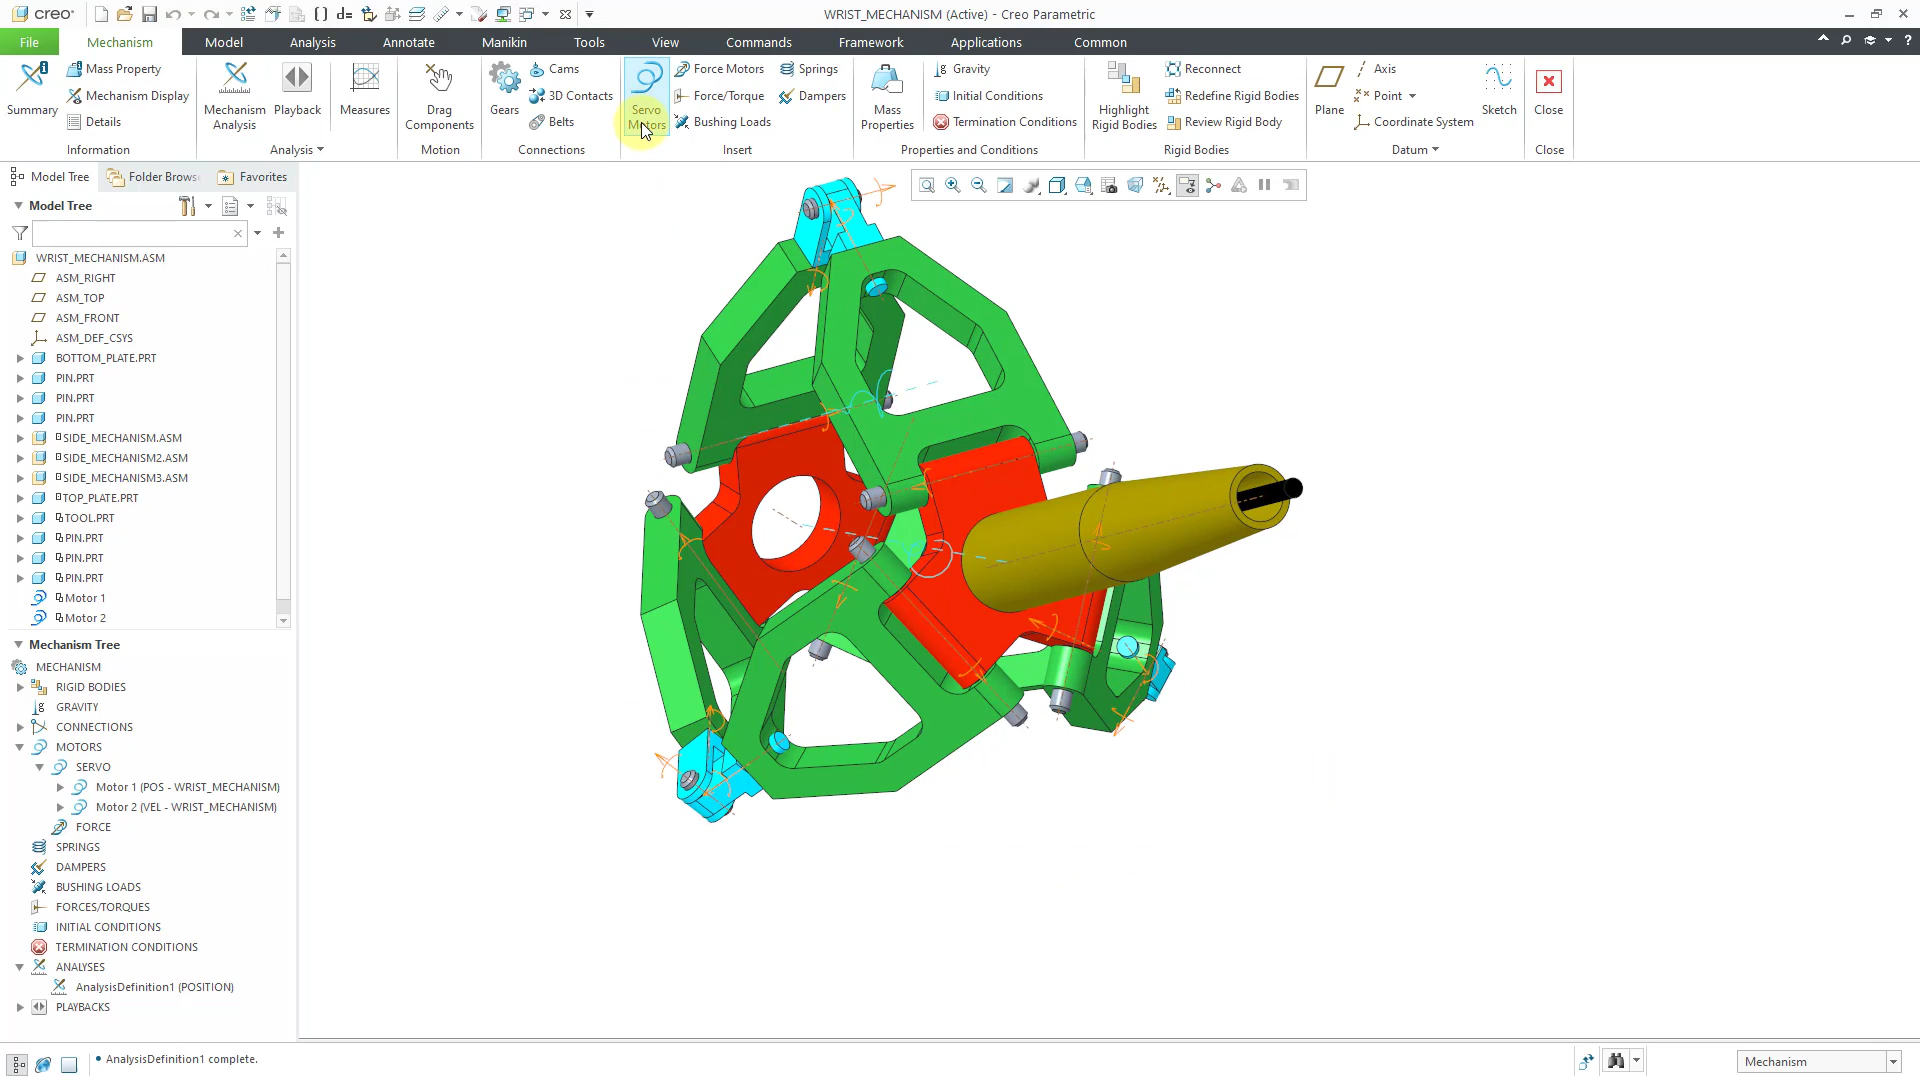 creo
WRIST_MECHANISM (Active) - Creo Parametric
File
Mechanism
Model
Analysis
Annotate
Manikin
Tools
View
Commands
Framework
Applications
Common
Summary
Mass Property
Mechanism Display
Details
Information
Mechanism
Analysis
Playback
Measures
Analysis
Drag
Components
Motion
Gears
Cams
3D Contacts
Belts
Connections
Servo
Motors
Force Motors
Force/Torque
Bushing Loads
Springs
Dampers
Insert
Mass
Properties
Gravity
Initial Conditions
Termination Conditions
Properties and Conditions
Highlight
Rigid Bodies
Reconnect
Redefine Rigid Bodies
Review Rigid Body
Rigid Bodies
Plane
Axis
Point
Coordinate System
Sketch
Datum
Close
Close
Model Tree
Folder Brows
Favorites
Model Tree
WRIST_MECHANISM.ASM
ASM_RIGHT
ASM_TOP
ASM_FRONT
ASM_DEF_CSYS
BOTTOM_PLATE.PRT
PIN.PRT
PIN.PRT
PIN.PRT
SIDE_MECHANISM.ASM
SIDE_MECHANISM2.ASM
SIDE_MECHANISM3.ASM
TOP_PLATE.PRT
TOOL.PRT
PIN.PRT
PIN.PRT
PIN.PRT
Motor 1
Motor 2
Mechanism Tree
MECHANISM
RIGID BODIES
GRAVITY
CONNECTIONS
MOTORS
SERVO
Motor 1 (POS - WRIST_MECHANISM)
Motor 2 (VEL - WRIST_MECHANISM)
FORCE
SPRINGS
DAMPERS
BUSHING LOADS
FORCES/TORQUES
INITIAL CONDITIONS
TERMINATION CONDITIONS
ANALYSES
AnalysisDefinition1 (POSITION)
PLAYBACKS
• AnalysisDefinition1 complete.
Mechanism